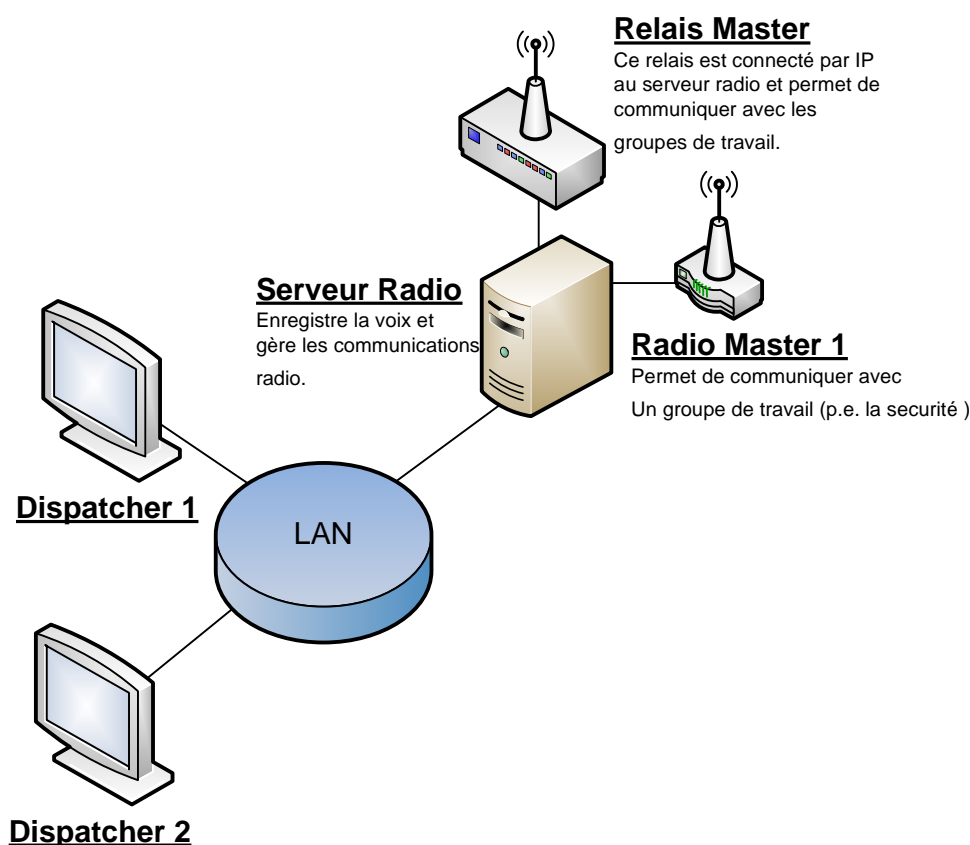 Relais Master
Ce relais est connecté par IP
au serveur radio et permet de
communiquer avec les
groupes de travail.
Serveur Radio
Enregistre la voix et
gère les communications
radio.
Radio Master 1
Permet de communiquer avec
Un groupe de travail (p.e. la securité )
Dispatcher 1
LAN
Dispatcher 2